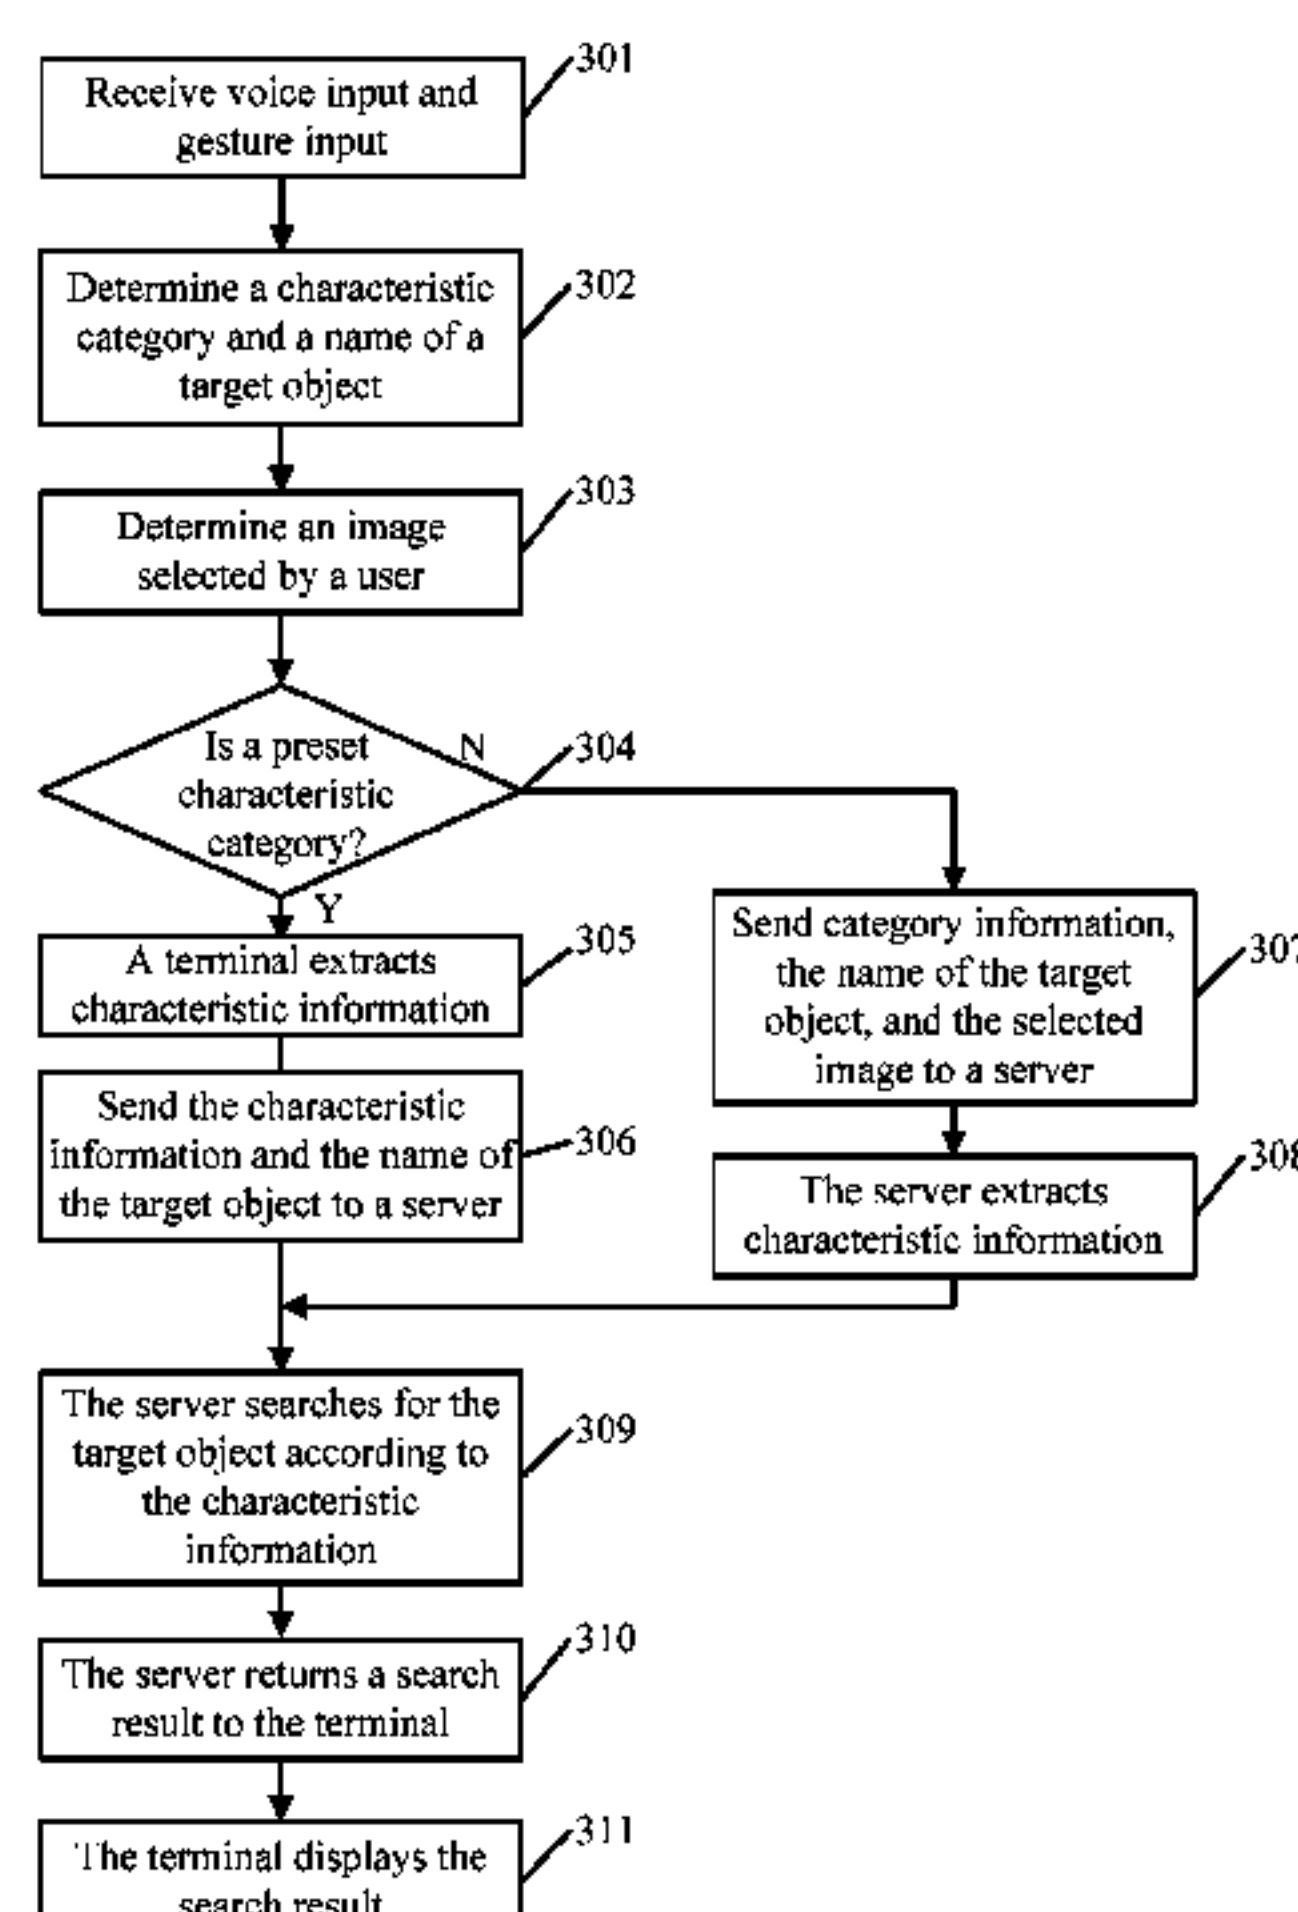 301
Receive voice input and
gesture input
302
Determine a characteristic
category and a name of a
target object
303
Determine an image
selected by a user
304
Is a preset
characteristic
category?
N
Y
305
A terminal extracts
characteristic information
306
Send the characteristic
information and the name of
the target object to a server
307
Send category information,
the name of the target
object, and the selected
image to a server
308
The server extracts
characteristic information
309
The server searches for the
target object according to
the characteristic
information
310
The server returns a search
result to the terminal
311
The terminal displays the
search result